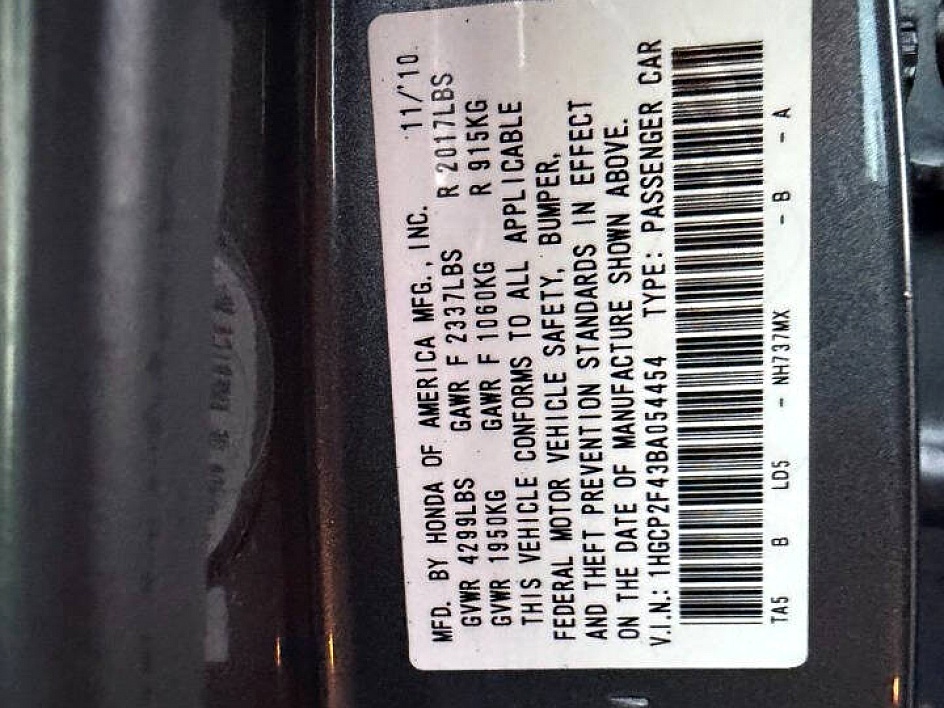 MFD. BY HONDA OF AMERICA MFG., INC. 11/'10
GVWR 4299LBS GAWR F 2337LBS R 2017LBS
GVWR 1950KG GAWR F 1060KG R 915KG
THIS VEHICLE CONFORMS TO ALL APPLICABLE
FEDERAL MOTOR VEHICLE SAFETY, BUMPER,
AND THEFT PREVENTION STANDARDS IN EFFECT
ON THE DATE OF MANUFACTURE SHOWN ABOVE.
V.I.N.: 1HGCP2F43BA054454 TYPE: PASSENGER CAR
TA5 B LD5 - NH737MX - B - A